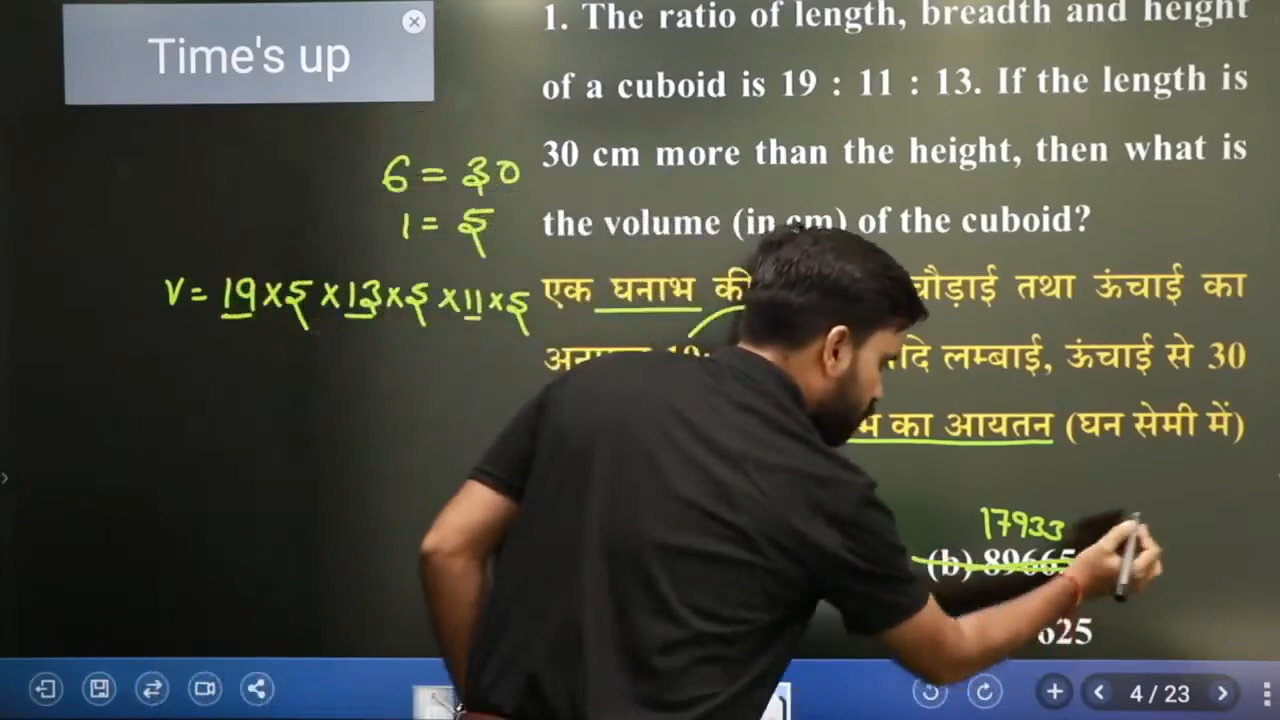 Time's up
1. The ratio of length, breadth and height
of a cuboid is 19 : 11 : 13. If the length is
30 cm more than the height, then what is
the volume (in cm) of the cuboid?
6 = 30
1 = 5
V = 19×5×13×5×11×5
एक घनाभ की चौड़ाई तथा ऊंचाई का
लम्बाई, ऊंचाई से 30
का आयतन (घन सेमी में)
17933
(b) 89665
625
4 / 23